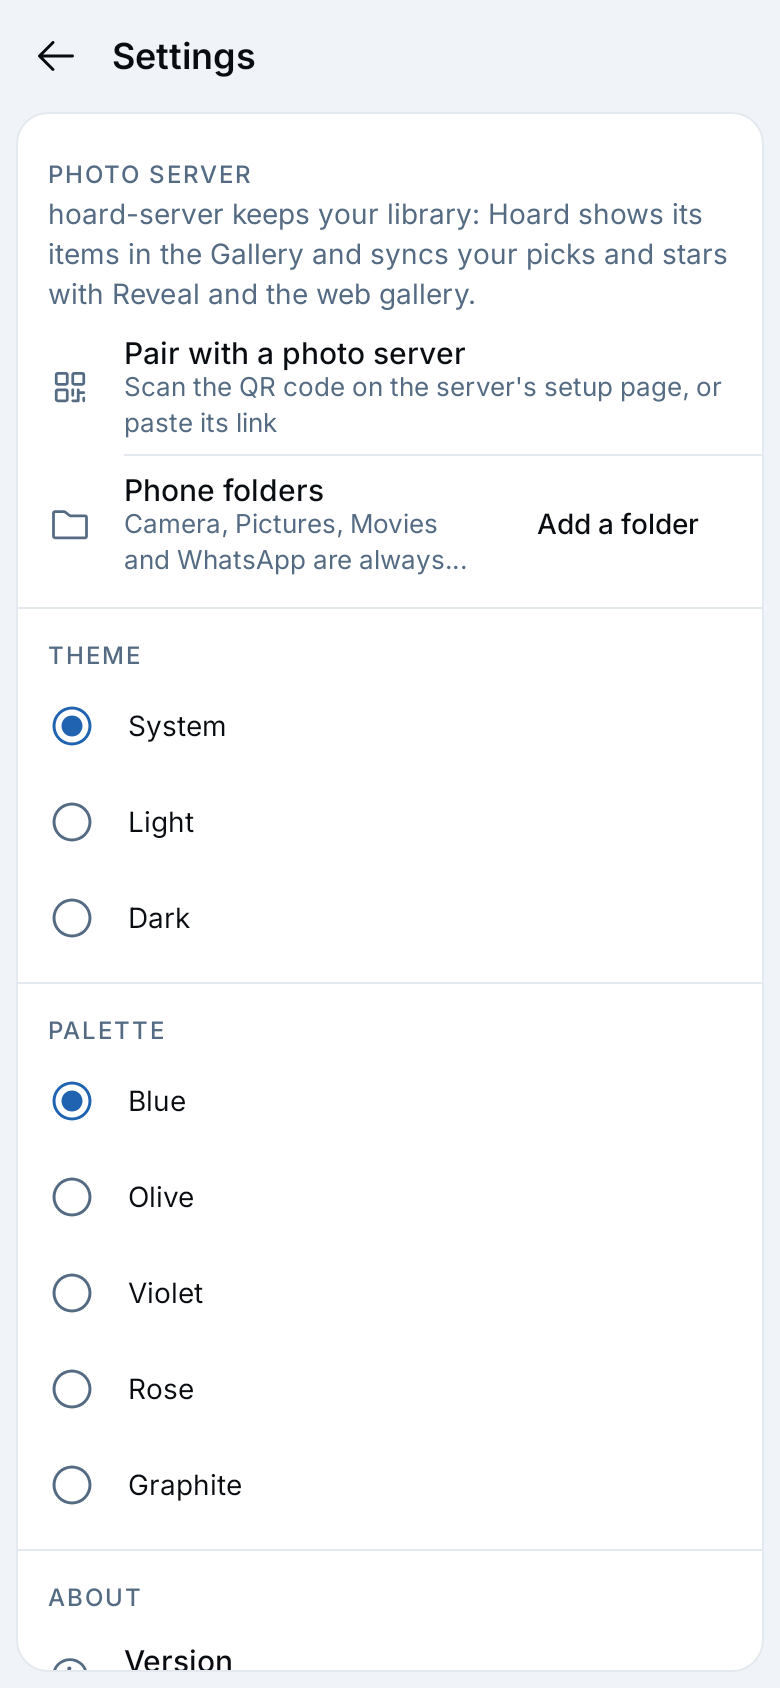 Settings
PHOTO SERVER
hoard-server keeps your library: Hoard shows its
items in the Gallery and syncs your picks and stars
with Reveal and the web gallery.
Pair with a photo server
Scan the QR code on the server's setup page, or
paste its link
Phone folders
Camera, Pictures, Movies
and WhatsApp are always...
Add a folder
THEME
System
Light
Dark
PALETTE
Blue
Olive
Violet
Rose
Graphite
ABOUT
Version